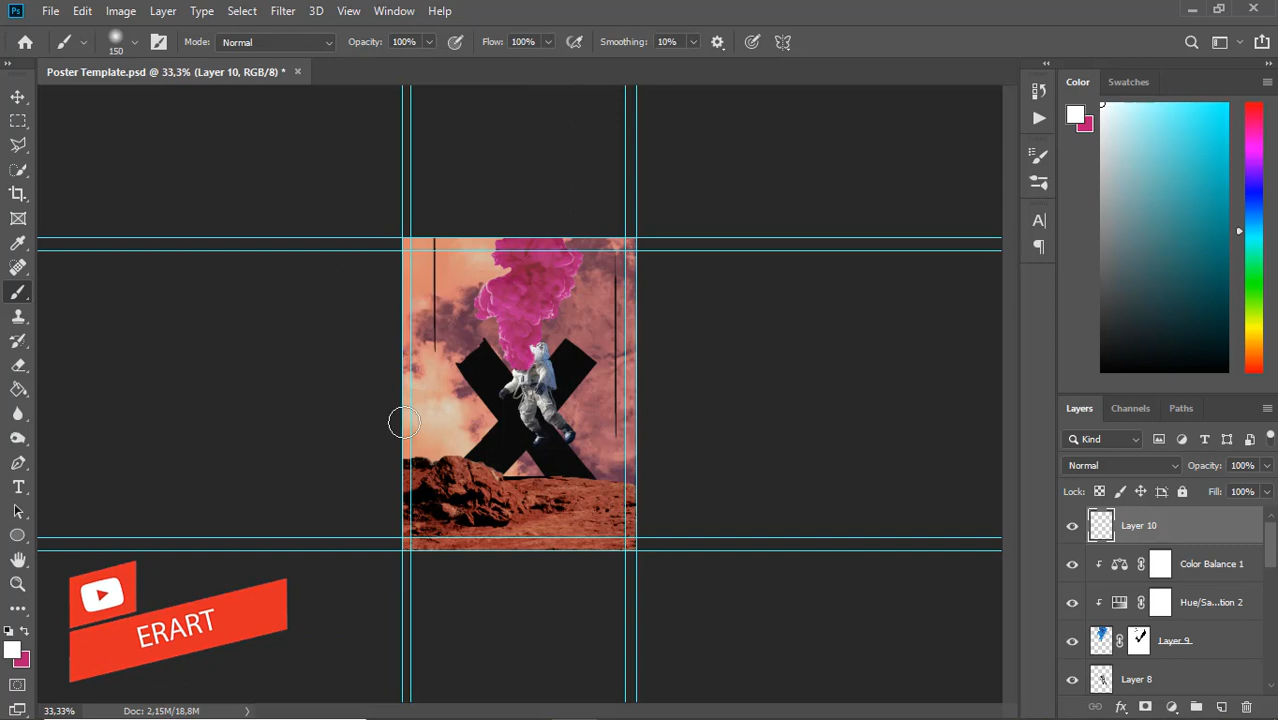 Ps File Edit Image Layer Type Select Filter 3D View Window Help
150 Mode: Normal Opacity: 100% Flow: 100% Smoothing: 10%
Poster Template.psd @ 33,3% (Layer 10, RGB/8) *
Color Swatches
Layers Channels Paths
Kind
Normal Opacity: 100%
Lock: Fill: 100%
Layer 10
Color Balance 1
Hue/Sa...tion 2
Layer 9
Layer 8
ERART
33,33% Doc: 2,15M/18,8M